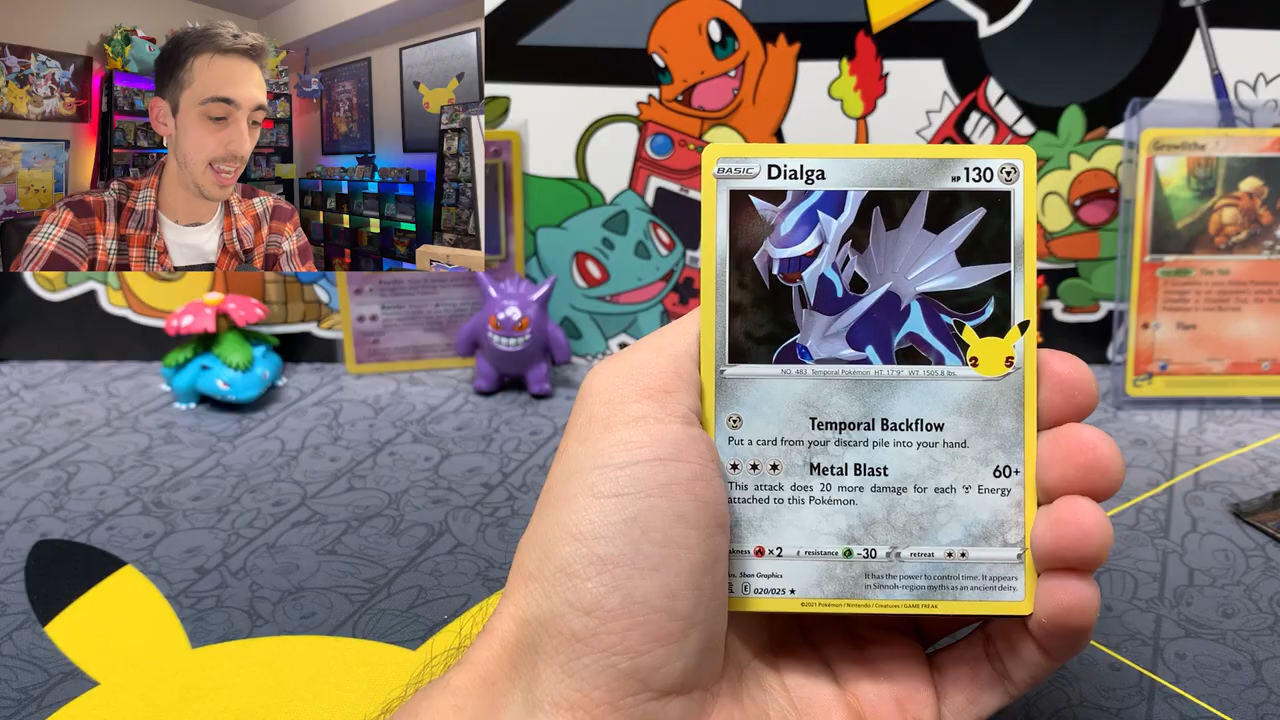 BASIC Dialga HP 130
25
NO. 483 Temporal Pokémon HT. 17'9" WT. 1505.8 lbs.
Temporal Backflow
Put a card from your discard pile into your hand.
Metal Blast 60+
This attack does 20 more damage for each Energy
attached to this Pokémon.
akness ×2 resistance -30 retreat
us. 5ban Graphics
E 020/025 ★
It has the power to control time. It appears
in Sinnoh-region myths as an ancient deity.
©2021 Pokémon / Nintendo / Creatures / GAME FREAK
Growlithe
Flare